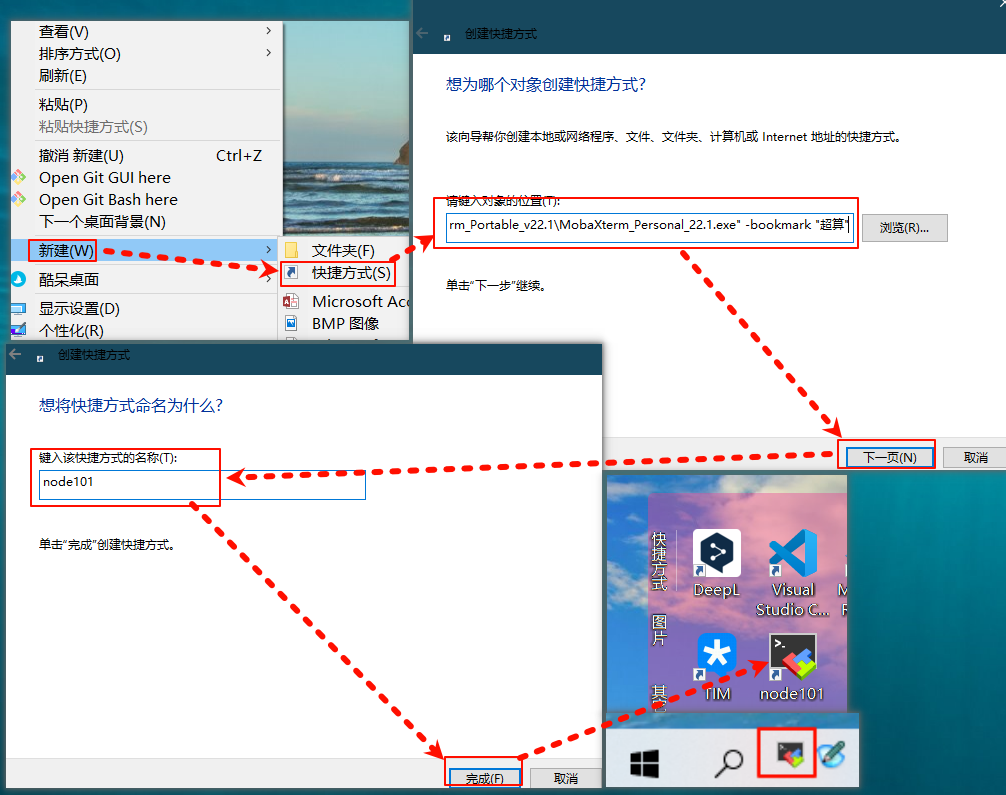 查看(V)
排序方式(O)
刷新(E)
粘贴(P)
粘贴快捷方式(S)
撤消 新建(U) Ctrl+Z
Open Git GUI here
Open Git Bash here
下一个桌面背景(N)
新建(W)
酷呆桌面
显示设置(D)
个性化(R)
文件夹(F)
快捷方式(S)
Microsoft Acc
BMP 图像
创建快捷方式
想为哪个对象创建快捷方式?
该向导帮你创建本地或网络程序、文件、文件夹、计算机或 Internet 地址的快捷方式。
请键入对象的位置(T):
rm_Portable_v22.1\MobaXterm_Personal_22.1.exe" -bookmark "超算"
浏览(R)...
单击“下一步”继续。
下一页(N)
取消
创建快捷方式
想将快捷方式命名为什么?
键入该快捷方式的名称(T):
node101
单击“完成”创建快捷方式。
完成(F)
取消
快捷方式
图片
其它
DeepL
Visual
Studio C...
TIM
node101